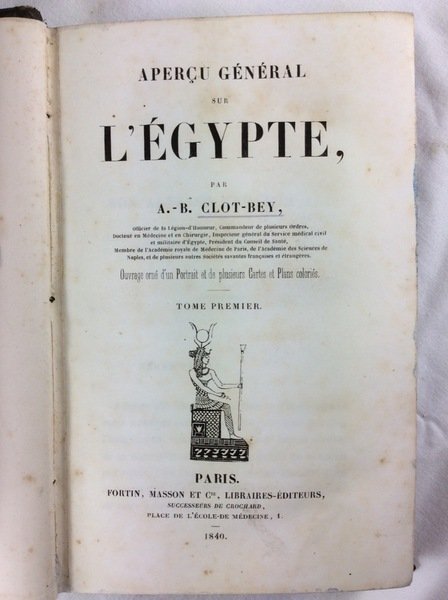 APERÇU GÉNÉRAL
SUR
L'ÉGYPTE,
PAR
A.-B. CLOT-BEY,
Officier de la Légion-d'Honneur, Commandeur de plusieurs Ordres,
Docteur en Médecine et en Chirurgie, Inspecteur général du Service médical civil
et militaire d'Égypte, Président du Conseil de Santé,
Membre de l'Académie royale de Médecine de Paris, de l'Académie des Sciences de
Naples, et de plusieurs autres Sociétés savantes françaises et étrangères.
Ouvrage orné d'un Portrait et de plusieurs Cartes et Plans coloriés.
TOME PREMIER.
PARIS.
FORTIN, MASSON ET Cie, LIBRAIRES-ÉDITEURS,
SUCCESSEURS DE CROCHARD,
PLACE DE L'ÉCOLE-DE MÉDECINE, 1.
1840.